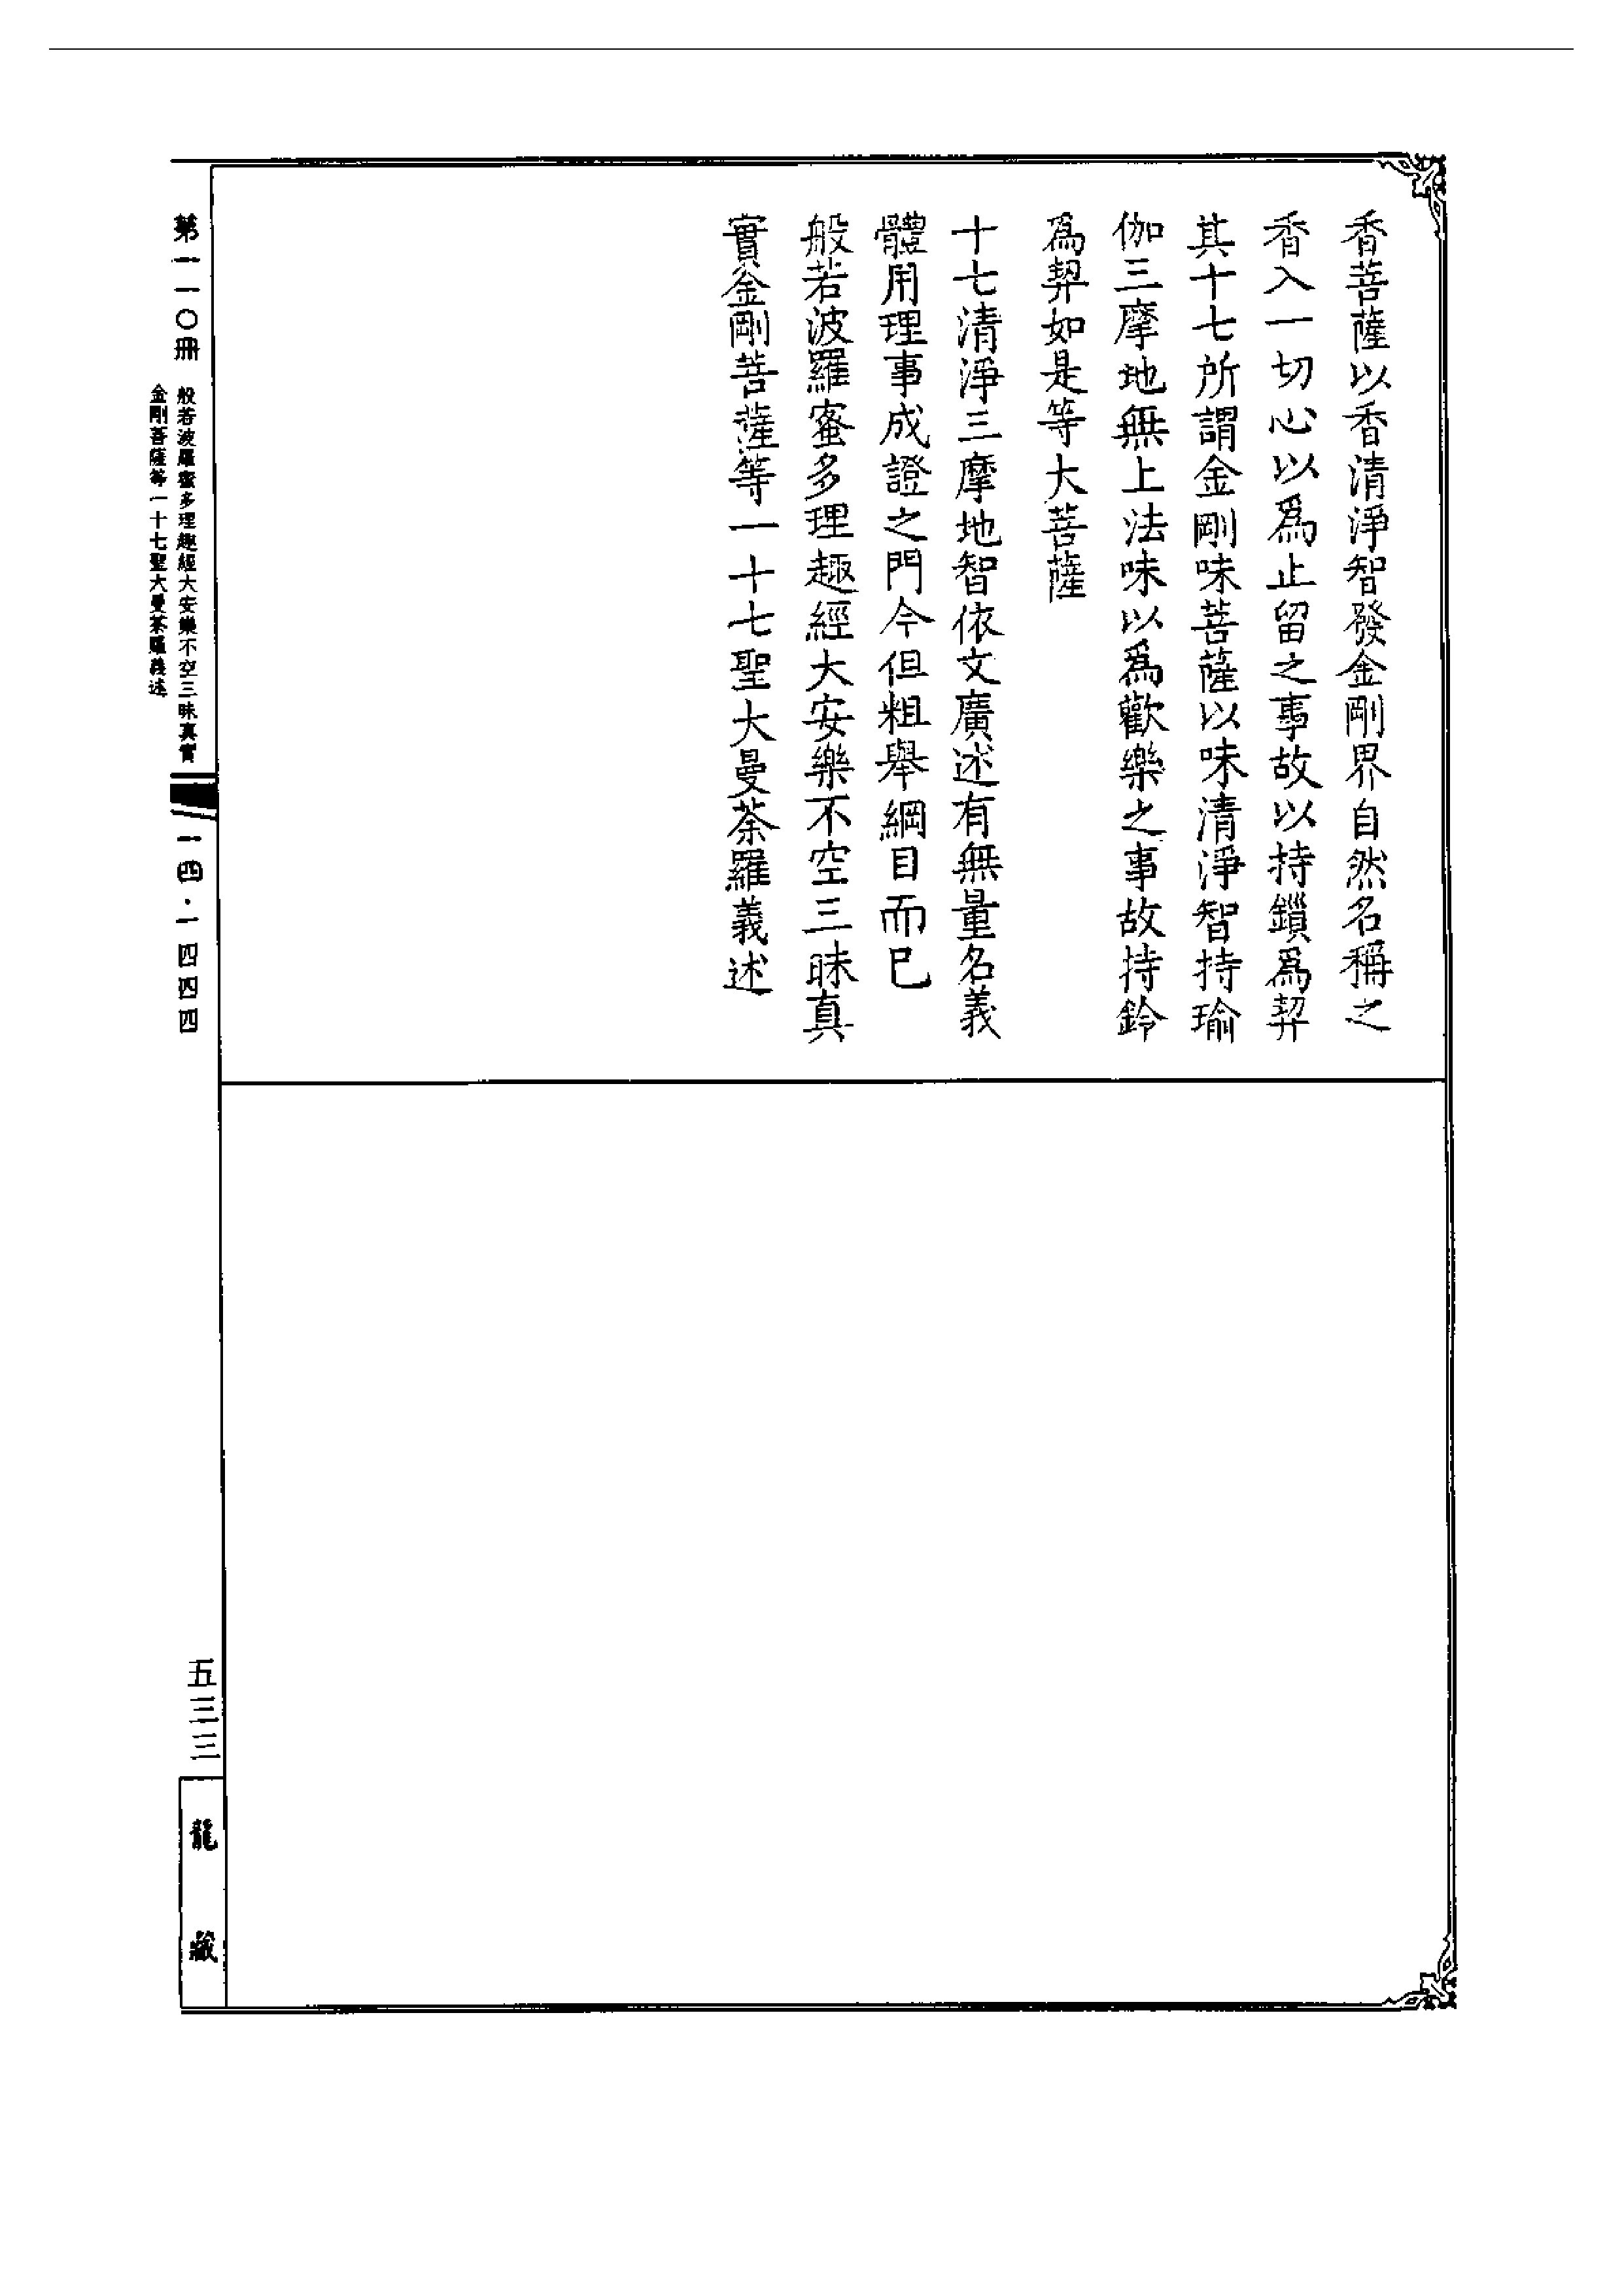 香菩薩以香清淨智發金剛界自然名稱之
香入一切心以為止留之事故以持鎖為契
其十七所謂金剛味菩薩以味清淨智持瑜
伽三摩地無上法味以為歡樂之事故持鈴
為契如是等大菩薩
十七清淨三摩地智依文廣述有無量名義
體用理事成證之門今但粗舉綱目而已
般若波羅蜜多理趣經大安樂不空三昧真
實金剛菩薩等一十七聖大曼荼羅義述
第一一〇冊
般若波羅蜜多理趣經大安樂不空三昧真實
金剛菩薩等一十七聖大曼荼羅義述
一四·一四四四
五三三
龍藏